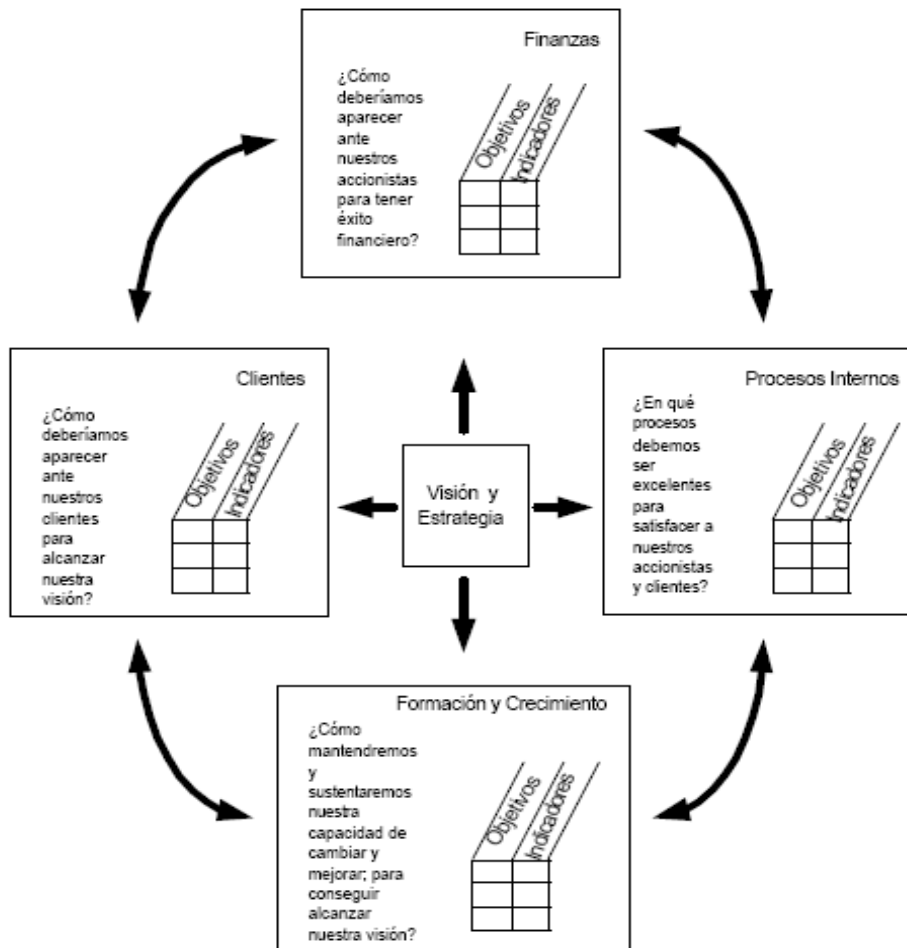 Finanzas
¿Cómo
deberíamos
aparecer
ante
nuestros
accionistas
para tener
éxito
financiero?
Objetivos
Indicadores
Clientes
¿Cómo
deberíamos
aparecer
ante
nuestros
clientes
para
alcanzar
nuestra
visión?
Objetivos
Indicadores
Visión y
Estrategia
Procesos Internos
¿En qué
procesos
debemos
ser
excelentes
para
satisfacer a
nuestros
accionistas
y clientes?
Objetivos
Indicadores
Formación y Crecimiento
¿Cómo
mantendremos
y
sustentaremos
nuestra
capacidad de
cambiar y
mejorar; para
conseguir
alcanzar
nuestra visión?
Objetivos
Indicadores